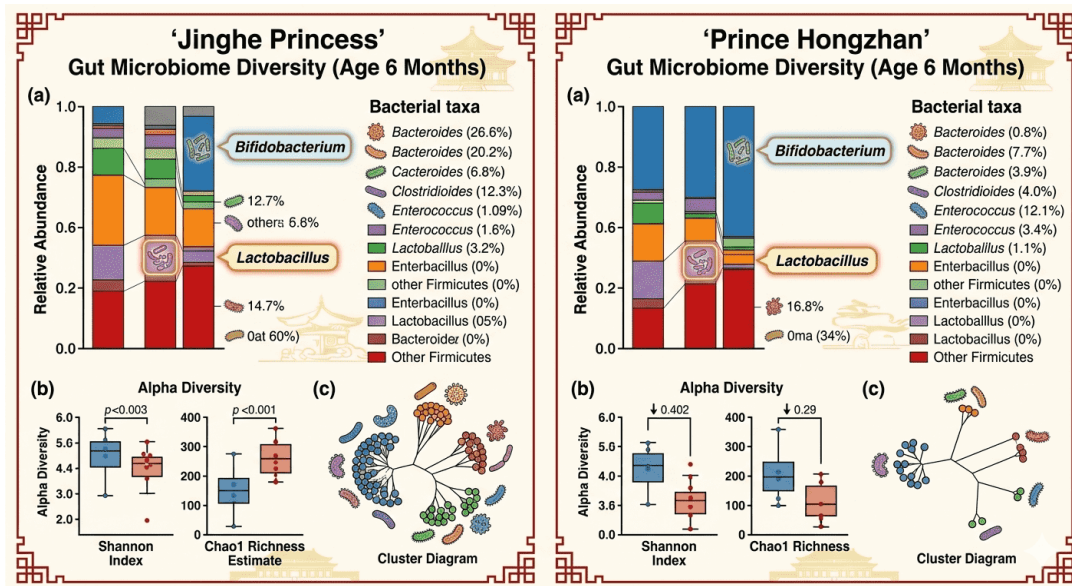 ‘Jinghe Princess’
Gut Microbiome Diversity (Age 6 Months)
(a)
Relative Abundance
1.0
0.8
0.6
0.2
0.0
Bifidobacterium
12.7%
others 6.6%
Lactobacillus
14.7%
0at 60%)
Bacterial taxa
Bacteroides (26.6%)
Bacteroides (20.2%)
Cacteroides (6.8%)
Clostridioides (12.3%)
Enterococcus (1.09%)
Enterococcus (1.6%)
Lactoballlus (3.2%)
Enterbacillus (0%)
other Firmicutes (0%)
Enterbacillus (0%)
Lactobacillus (05%)
Bacteroider (0%)
Other Firmicutes
(b)
Alpha Diversity
Alpha Diversity
6.0
5.6
4.4
3.0
2.0
p<0.003
Shannon
Index
400
300
200
100
0
p<0.001
Chao1 Richness
Estimate
(c)
Cluster Diagram
‘Prince Hongzhan’
Gut Microbiome Diversity (Age 6 Months)
(a)
Relative Abundance
1.0
0.8
0.6
0.2
0.0
Bifidobacterium
Lactobacillus
16.8%
0ma (34%)
Bacterial taxa
Bacteroides (0.8%)
Bacteroides (7.7%)
Bacteroides (3.9%)
Clostridioides (4.0%)
Enterococcus (12.1%)
Enterococcus (3.4%)
Lactoballus (1.1%)
Enterbacillus (0%)
other Firmicutes (0%)
Enterbacillus (0%)
Lactoballlus (0%)
Lactobacillus (0%)
Other Firmicutes
(b)
Alpha Diversity
Alpha Diversity
6.0
5.0
4.0
3.6
0.0
↓ 0.402
Shannon
Index
400
300
200
100
0
↓ 0.29
Chao1 Richness
(c)
Cluster Diagram